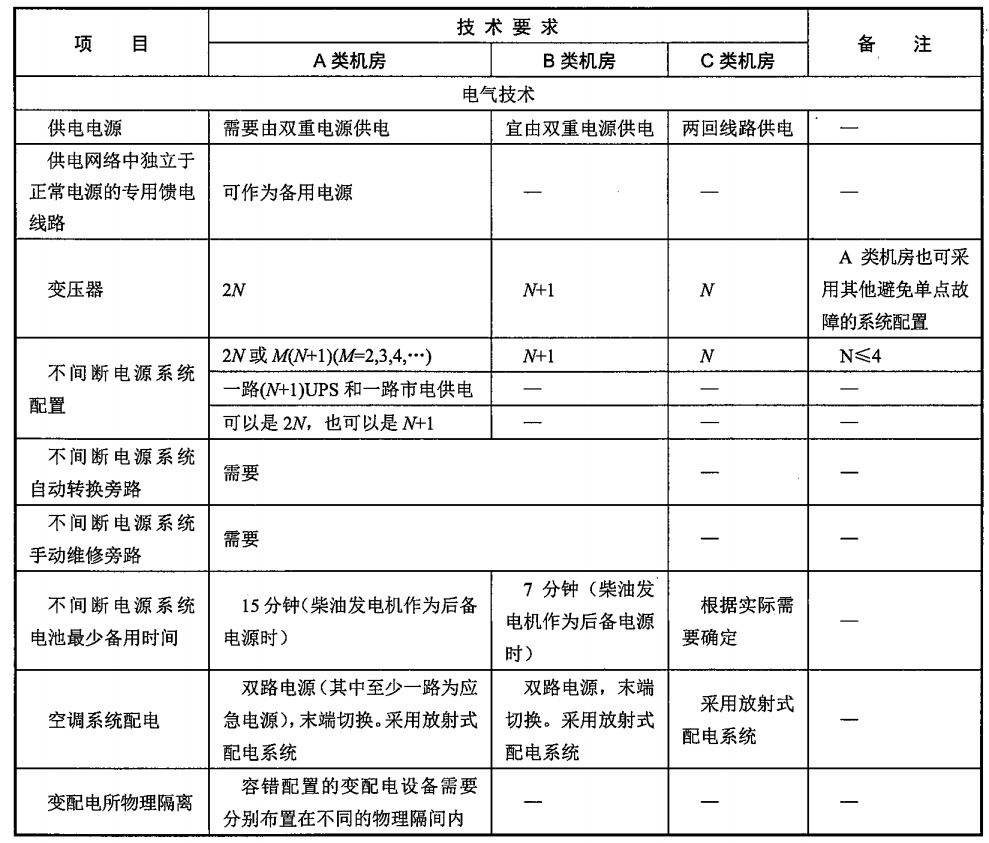 项 目
技术要求
备 注
A类机房
B类机房
C类机房
电气技术
供电电源
需要由双重电源供电
宜由双重电源供电
两回线路供电
—
供电网络中独立于
正常电源的专用馈电
线路
可作为备用电源
—
—
—
变压器
2N
N+1
N
A 类机房也可采
用其他避免单点故
障的系统配置
不间断电源系统
配置
2N或M(N+1)(M=2,3,4,…)
N+1
N
N≤4
一路(N+1)UPS和一路市电供电
—
—
—
可以是2N，也可以是N+1
—
—
—
不间断电源系统
自动转换旁路
需要
—
—
不间断电源系统
手动维修旁路
需要
—
—
不间断电源系统
电池最少备用时间
15分钟（柴油发电机作为后备
电源时）
7 分钟（柴油发
电机作为后备电源
时）
根据实际需
要确定
—
空调系统配电
双路电源（其中至少一路为应
急电源），末端切换。采用放射式
配电系统
双路电源，末端
切换。采用放射式
配电系统
采用放射式
配电系统
—
变配电所物理隔离
容错配置的变配电设备需要
分别布置在不同的物理隔间内
—
—
—